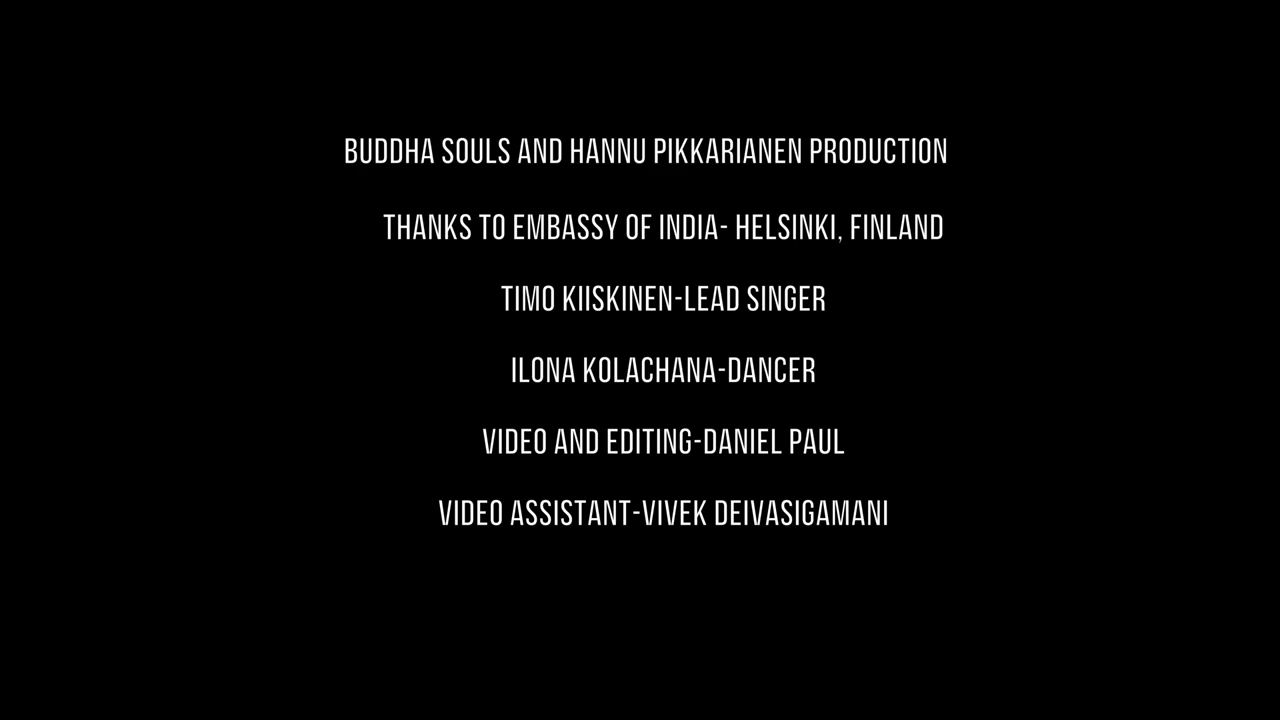 BUDDHA SOULS AND HANNU PIKKARIANEN PRODUCTION
THANKS TO EMBASSY OF INDIA- HELSINKI, FINLAND
TIMO KIISKINEN-LEAD SINGER
ILONA KOLACHANA-DANCER
VIDEO AND EDITING-DANIEL PAUL
VIDEO ASSISTANT-VIVEK DEIVASIGAMANI